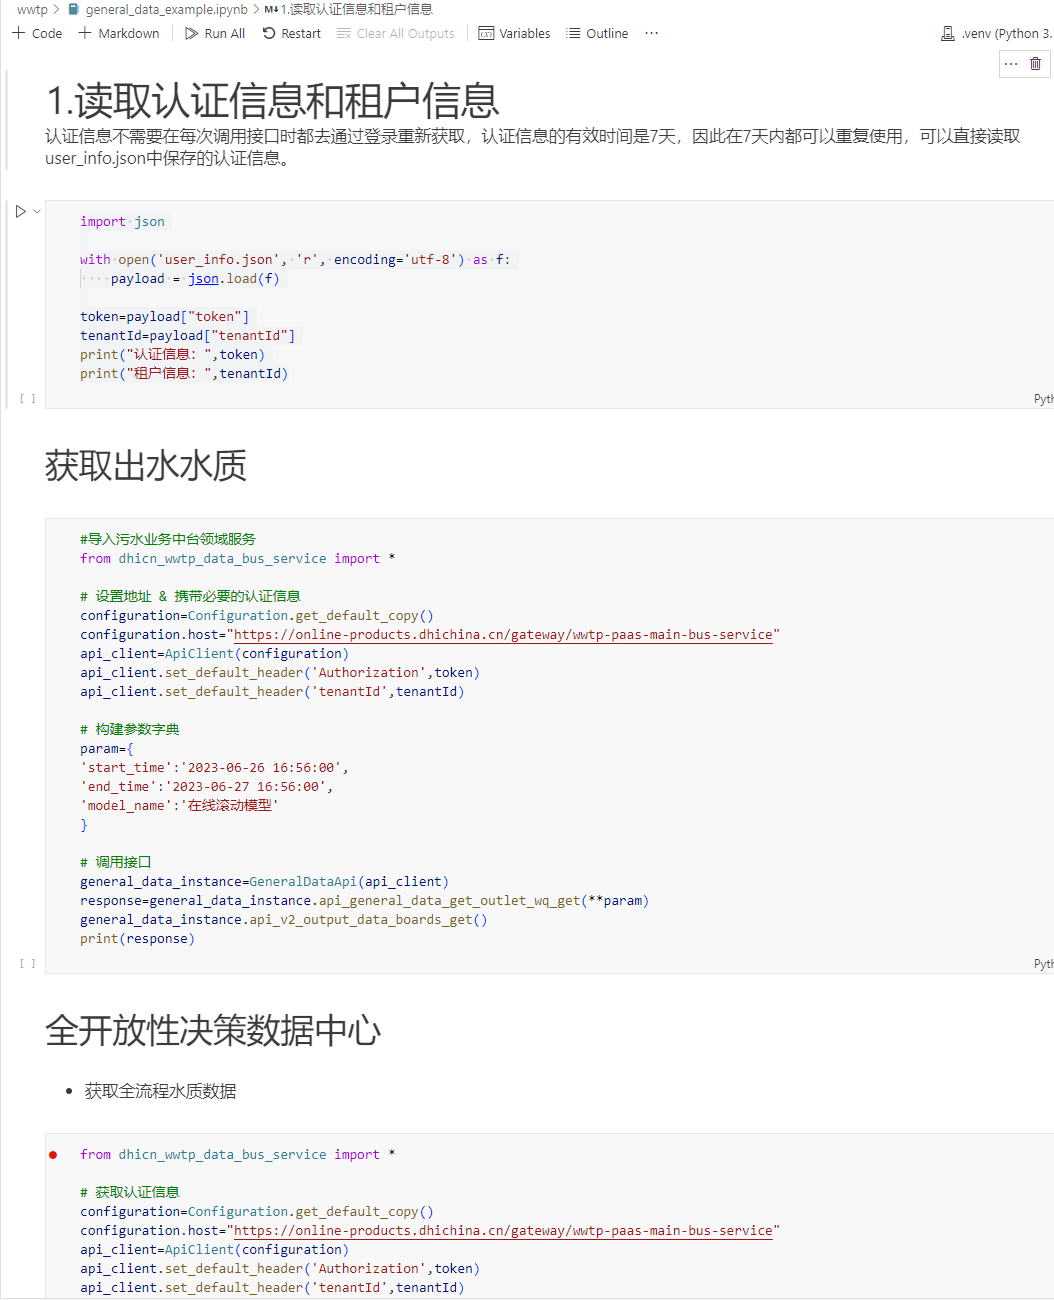 wwtp > general_data_example.ipynb > M↓1.读取认证信息和租户信息
+ Code + Markdown Run All Restart Clear All Outputs Variables Outline ··· .venv (Python 3.
···
1.读取认证信息和租户信息
认证信息不需要在每次调用接口时都去通过登录重新获取，认证信息的有效时间是7天，因此在7天内都可以重复使用，可以直接读取
user_info.json中保存的认证信息。
import json
with open('user_info.json', 'r', encoding='utf-8') as f:
    payload = json.load(f)
token=payload["token"]
tenantId=payload["tenantId"]
print("认证信息: ",token)
print("租户信息: ",tenantId)
[ ]
Pyth
获取出水水质
#导入污水业务中台领域服务
from dhicn_wwtp_data_bus_service import *
# 设置地址 & 携带必要的认证信息
configuration=Configuration.get_default_copy()
configuration.host="https://online-products.dhichina.cn/gateway/wwtp-paas-main-bus-service"
api_client=ApiClient(configuration)
api_client.set_default_header('Authorization',token)
api_client.set_default_header('tenantId',tenantId)
# 构建参数字典
param={
'start_time':'2023-06-26 16:56:00',
'end_time':'2023-06-27 16:56:00',
'model_name':'在线滚动模型'
}
# 调用接口
general_data_instance=GeneralDataApi(api_client)
response=general_data_instance.api_general_data_get_outlet_wq_get(**param)
general_data_instance.api_v2_output_data_boards_get()
print(response)
[ ]
Pyth
全开放性决策数据中心
• 获取全流程水质数据
from dhicn_wwtp_data_bus_service import *
# 获取认证信息
configuration=Configuration.get_default_copy()
configuration.host="https://online-products.dhichina.cn/gateway/wwtp-paas-main-bus-service"
api_client=ApiClient(configuration)
api_client.set_default_header('Authorization',token)
api_client.set_default_header('tenantId',tenantId)